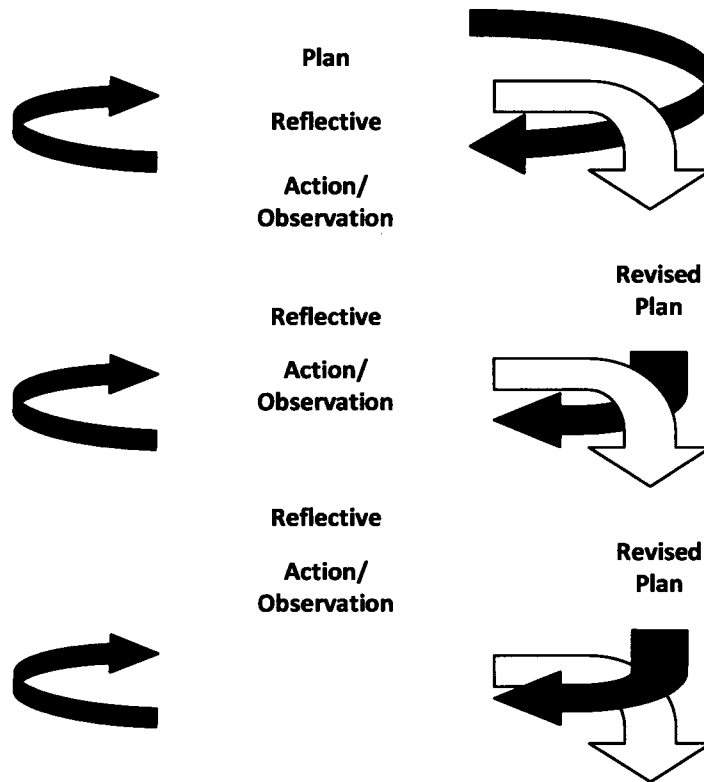 Plan
Reflective
Action/
Observation
Revised
Plan
Reflective
Action/
Observation
Reflective
Revised
Plan
Action/
Observation